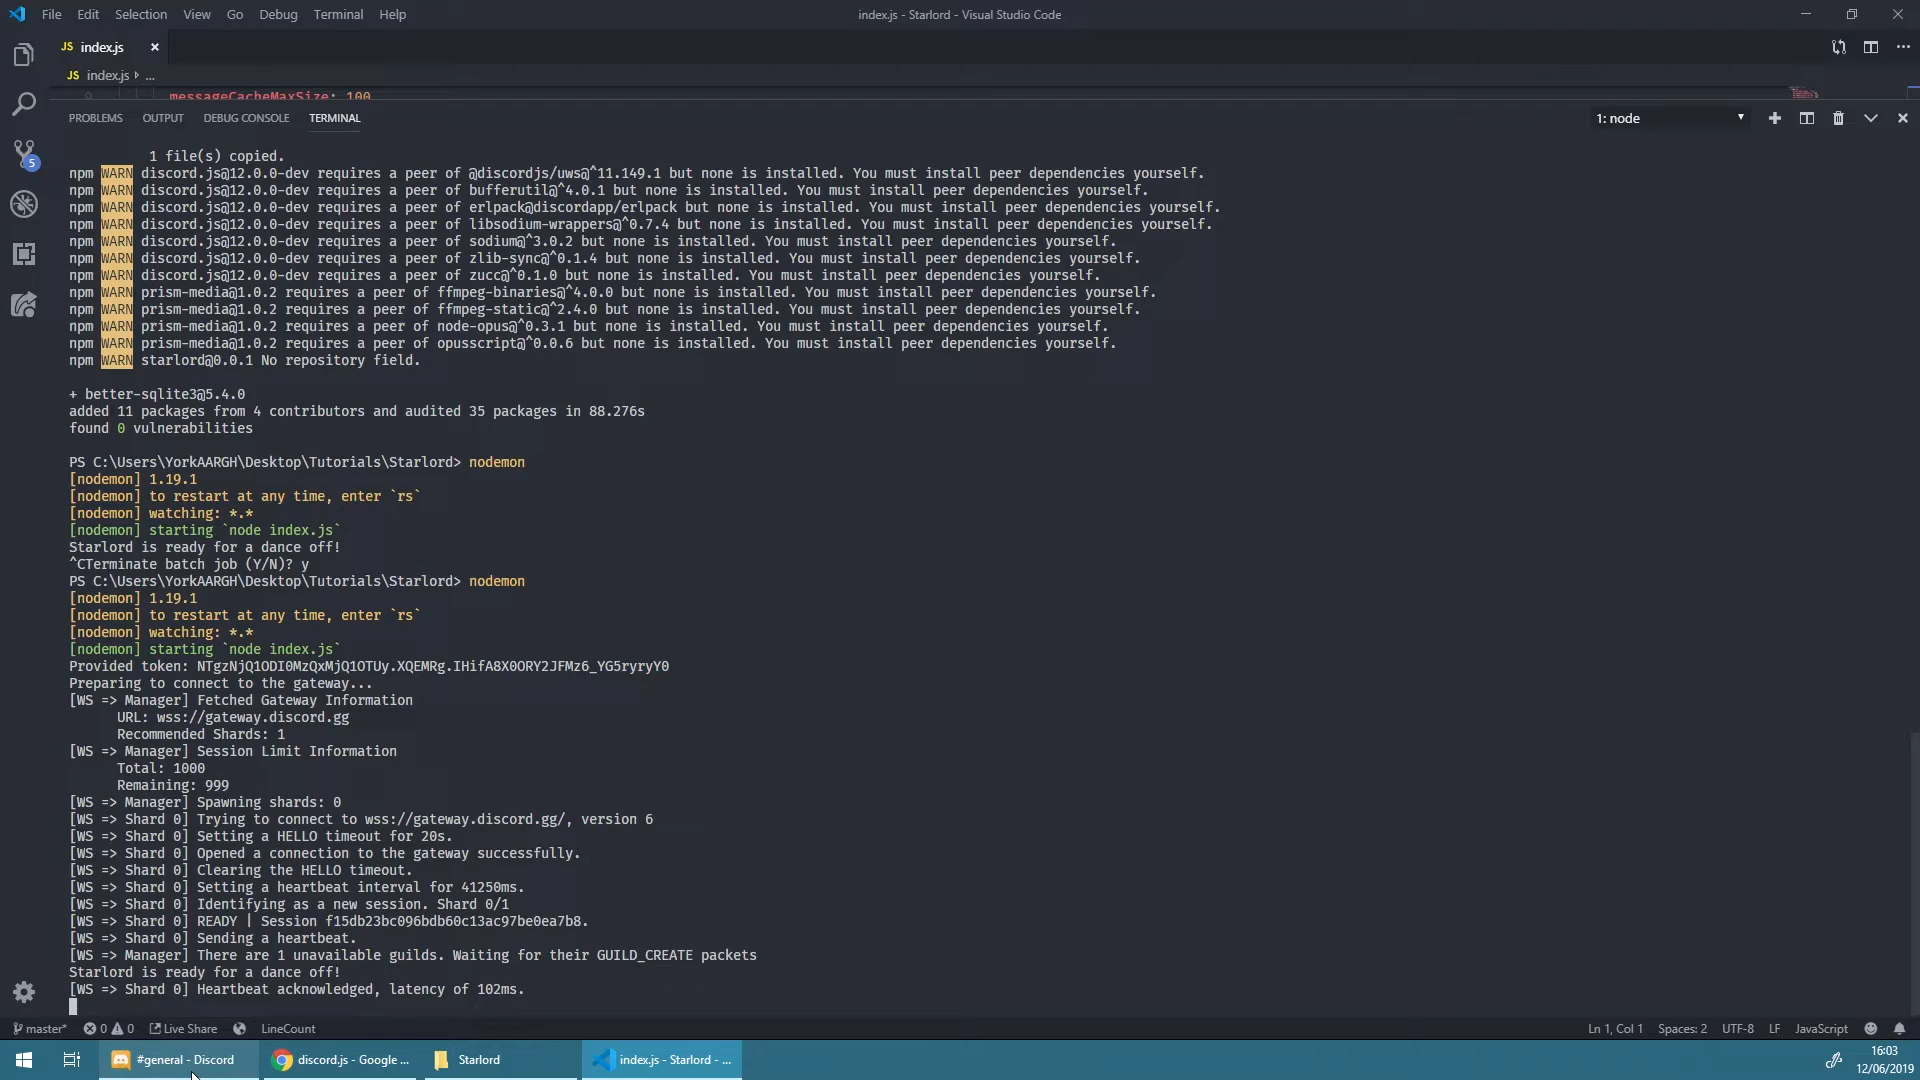 File Edit Selection View Go Debug Terminal Help
index.js - Starlord - Visual Studio Code
JS index.js
JS index.js ...
9 messageCacheMaxSize: 100
PROBLEMS OUTPUT DEBUG CONSOLE TERMINAL
1: node
1 file(s) copied.
npm WARN discord.js@12.0.0-dev requires a peer of @discordjs/uws@^11.149.1 but none is installed. You must install peer dependencies yourself.
npm WARN discord.js@12.0.0-dev requires a peer of bufferutil@^4.0.1 but none is installed. You must install peer dependencies yourself.
npm WARN discord.js@12.0.0-dev requires a peer of erlpack@discordapp/erlpack but none is installed. You must install peer dependencies yourself.
npm WARN discord.js@12.0.0-dev requires a peer of libsodium-wrappers@^0.7.4 but none is installed. You must install peer dependencies yourself.
npm WARN discord.js@12.0.0-dev requires a peer of sodium@^3.0.2 but none is installed. You must install peer dependencies yourself.
npm WARN discord.js@12.0.0-dev requires a peer of zlib-sync@^0.1.4 but none is installed. You must install peer dependencies yourself.
npm WARN discord.js@12.0.0-dev requires a peer of zucc@^0.1.0 but none is installed. You must install peer dependencies yourself.
npm WARN prism-media@1.0.2 requires a peer of ffmpeg-binaries@^4.0.0 but none is installed. You must install peer dependencies yourself.
npm WARN prism-media@1.0.2 requires a peer of ffmpeg-static@^2.4.0 but none is installed. You must install peer dependencies yourself.
npm WARN prism-media@1.0.2 requires a peer of node-opus@^0.3.1 but none is installed. You must install peer dependencies yourself.
npm WARN prism-media@1.0.2 requires a peer of opusscript@^0.0.6 but none is installed. You must install peer dependencies yourself.
npm WARN starlord@0.0.1 No repository field.
+ better-sqlite3@5.4.0
added 11 packages from 4 contributors and audited 35 packages in 88.276s
found 0 vulnerabilities
PS C:\Users\YorkAARGH\Desktop\Tutorials\Starlord> nodemon
[nodemon] 1.19.1
[nodemon] to restart at any time, enter `rs`
[nodemon] watching: *.*
[nodemon] starting `node index.js`
Starlord is ready for a dance off!
^CTerminate batch job (Y/N)? y
PS C:\Users\YorkAARGH\Desktop\Tutorials\Starlord> nodemon
[nodemon] 1.19.1
[nodemon] to restart at any time, enter `rs`
[nodemon] watching: *.*
[nodemon] starting `node index.js`
Provided token: NTgzNjQ1ODI0MzQxMjQ1OTUy.XQEMRg.IHifA8X0ORY2JFMz6_YG5ryryY0
Preparing to connect to the gateway...
[WS => Manager] Fetched Gateway Information
URL: wss://gateway.discord.gg
Recommended Shards: 1
[WS => Manager] Session Limit Information
Total: 1000
Remaining: 999
[WS => Manager] Spawning shards: 0
[WS => Shard 0] Trying to connect to wss://gateway.discord.gg/, version 6
[WS => Shard 0] Setting a HELLO timeout for 20s.
[WS => Shard 0] Opened a connection to the gateway successfully.
[WS => Shard 0] Clearing the HELLO timeout.
[WS => Shard 0] Setting a heartbeat interval for 41250ms.
[WS => Shard 0] Identifying as a new session. Shard 0/1
[WS => Shard 0] READY | Session f15db23bc096bdb60c13ac97be0ea7b8.
[WS => Shard 0] Sending a heartbeat.
[WS => Manager] There are 1 unavailable guilds. Waiting for their GUILD_CREATE packets
Starlord is ready for a dance off!
[WS => Shard 0] Heartbeat acknowledged, latency of 102ms.
5
master* 0 0 Live Share LineCount
Ln 1, Col 1 Spaces: 2 UTF-8 LF JavaScript
#general - Discord
discord.js - Google ...
Starlord
index.js - Starlord - ...
16:03
12/06/2019